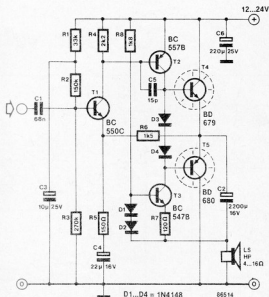 12...24V
R1
33k
R4
2k2
R8
1k8
BC
557B
T2
C6
220µ 25V
R2
150k
C5
15p
T4
T1
C1
68n
BC
550C
D3
BD
679
R6
1k5
D4
T5
BD
680
C3
10µ 25V
T3
BC
547B
C2
2200µ
16V
R3
270k
R5
150Ω
D1
D2
R7
120Ω
C4
22µ 16V
LS
HF
4...16Ω
D1...D4 = 1N4148
86514